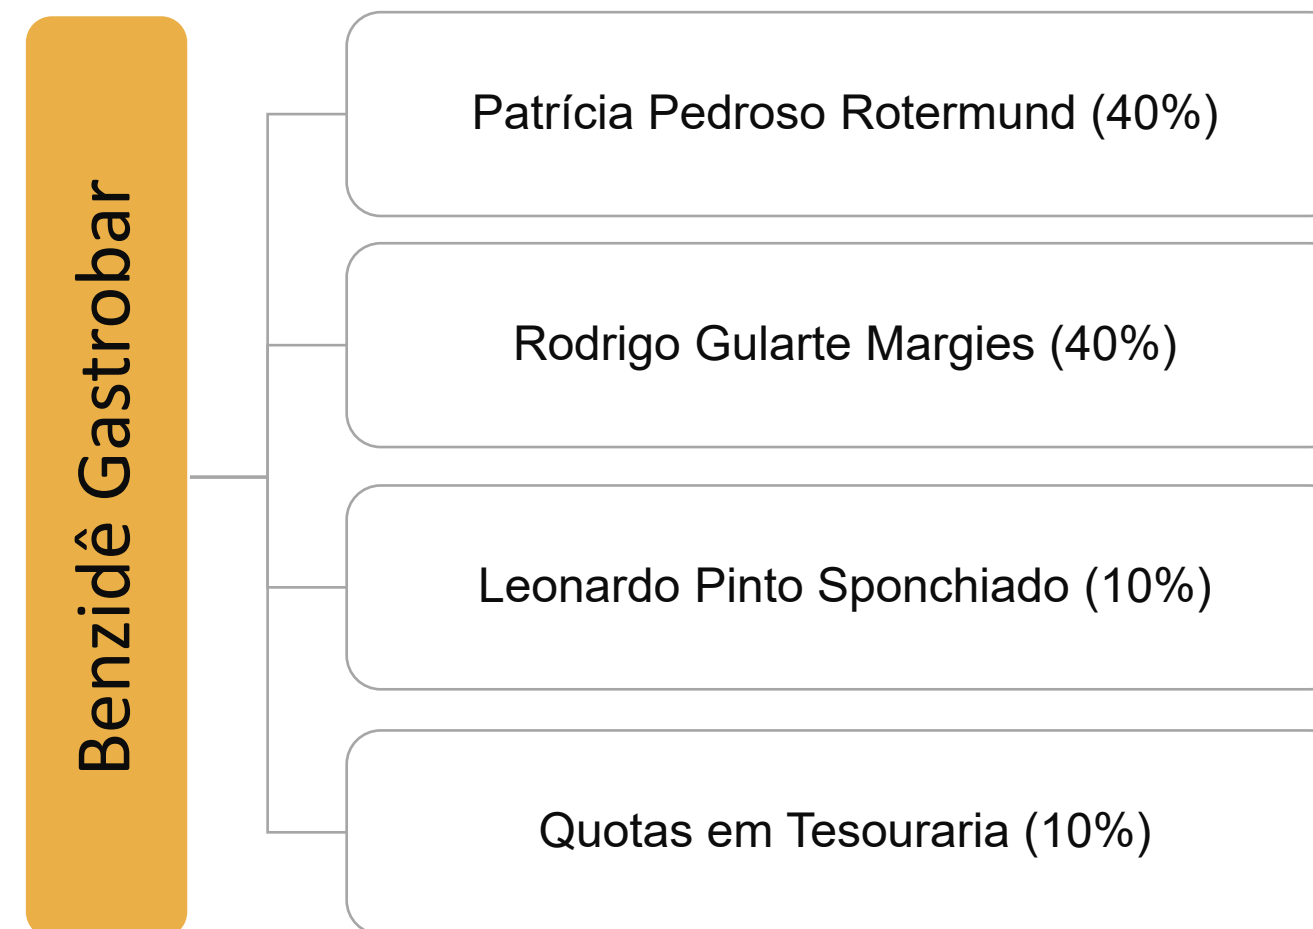 Benzidê Gastrobar
Patrícia Pedroso Rotermund (40%)
Rodrigo Gularte Margies (40%)
Leonardo Pinto Sponchiado (10%)
Quotas em Tesouraria (10%)